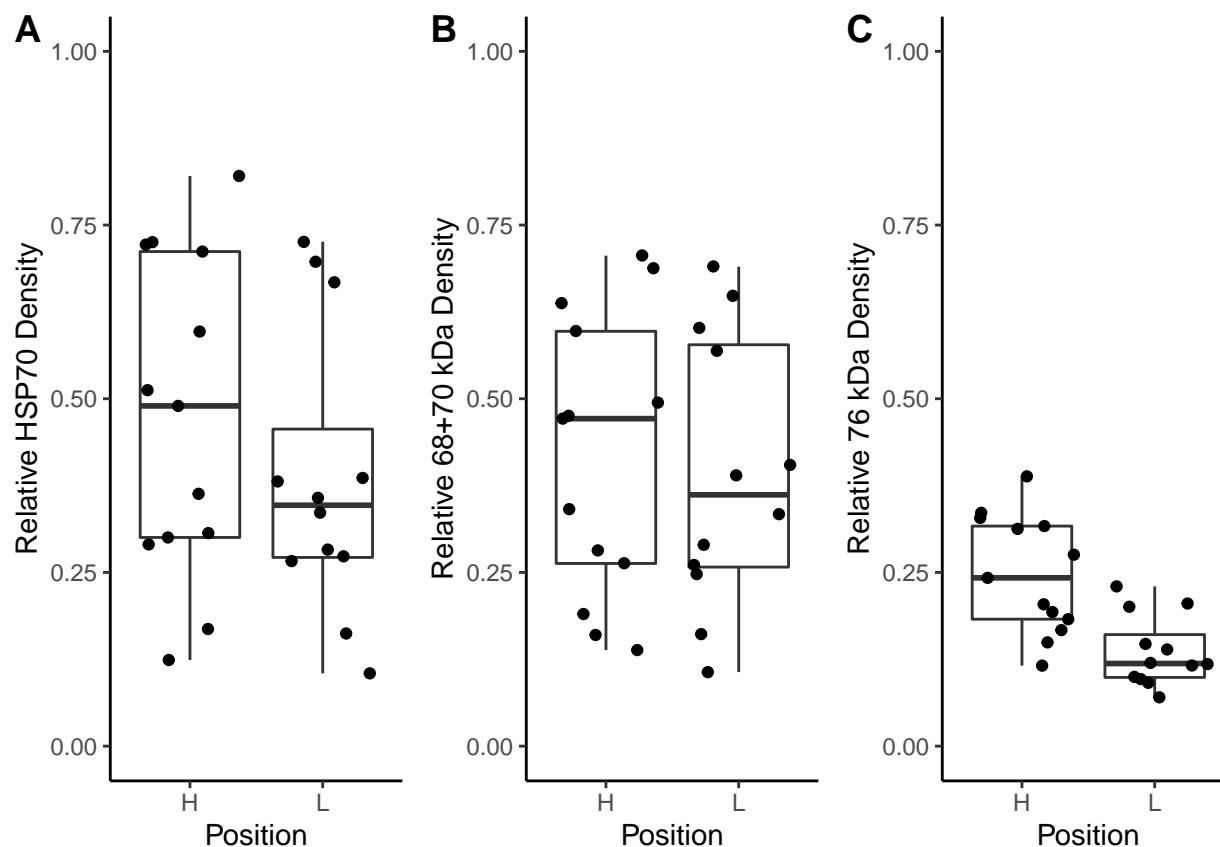 A
Relative HSP70 Density
1.00
0.75
0.50
0.25
0.00
H L
Position
B
Relative 68+70 kDa Density
1.00
0.75
0.50
0.25
0.00
H L
Position
C
Relative 76 kDa Density
1.00
0.75
0.50
0.25
0.00
H L
Position